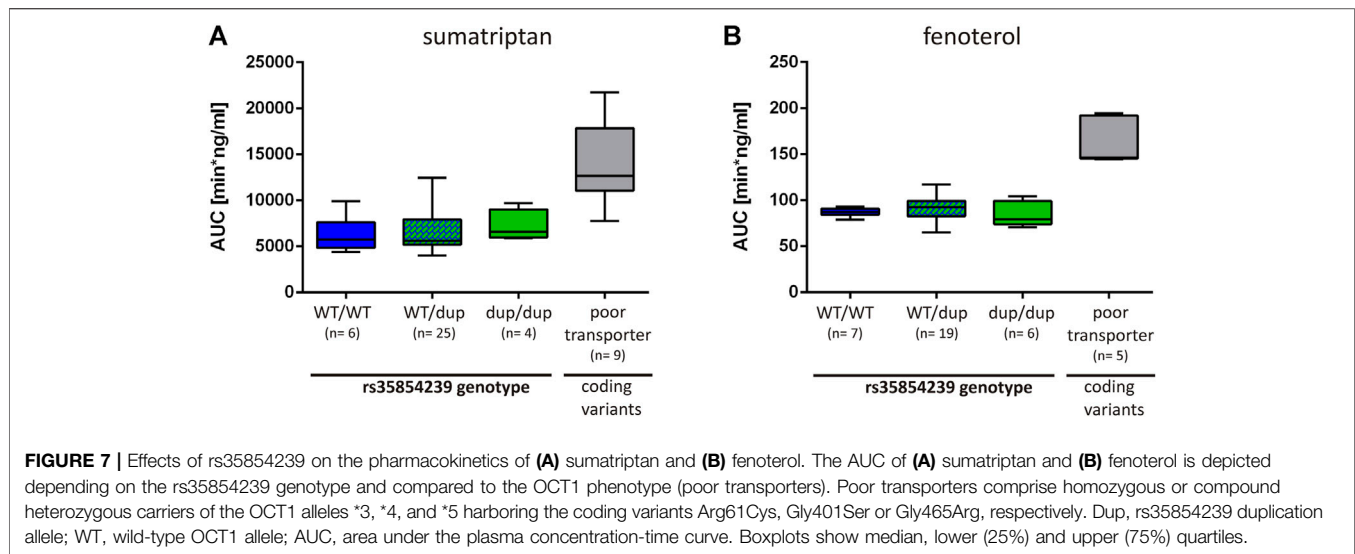 A
sumatriptan
AUC [min*ng/ml]
25000
20000
15000
10000
5000
0
WT/WT
(n= 6)
WT/dup
(n= 25)
dup/dup
(n= 4)
poor
transporter
(n= 9)
rs35854239 genotype
coding
variants
B
fenoterol
AUC [min*ng/ml]
250
200
150
100
50
0
WT/WT
(n= 7)
WT/dup
(n= 19)
dup/dup
(n= 6)
poor
transporter
(n= 5)
rs35854239 genotype
coding
variants
FIGURE 7 | Effects of rs35854239 on the pharmacokinetics of (A) sumatriptan and (B) fenoterol. The AUC of (A) sumatriptan and (B) fenoterol is depicted
depending on the rs35854239 genotype and compared to the OCT1 phenotype (poor transporters). Poor transporters comprise homozygous or compound
heterozygous carriers of the OCT1 alleles *3, *4, and *5 harboring the coding variants Arg61Cys, Gly401Ser or Gly465Arg, respectively. Dup, rs35854239 duplication
allele; WT, wild-type OCT1 allele; AUC, area under the plasma concentration-time curve. Boxplots show median, lower (25%) and upper (75%) quartiles.